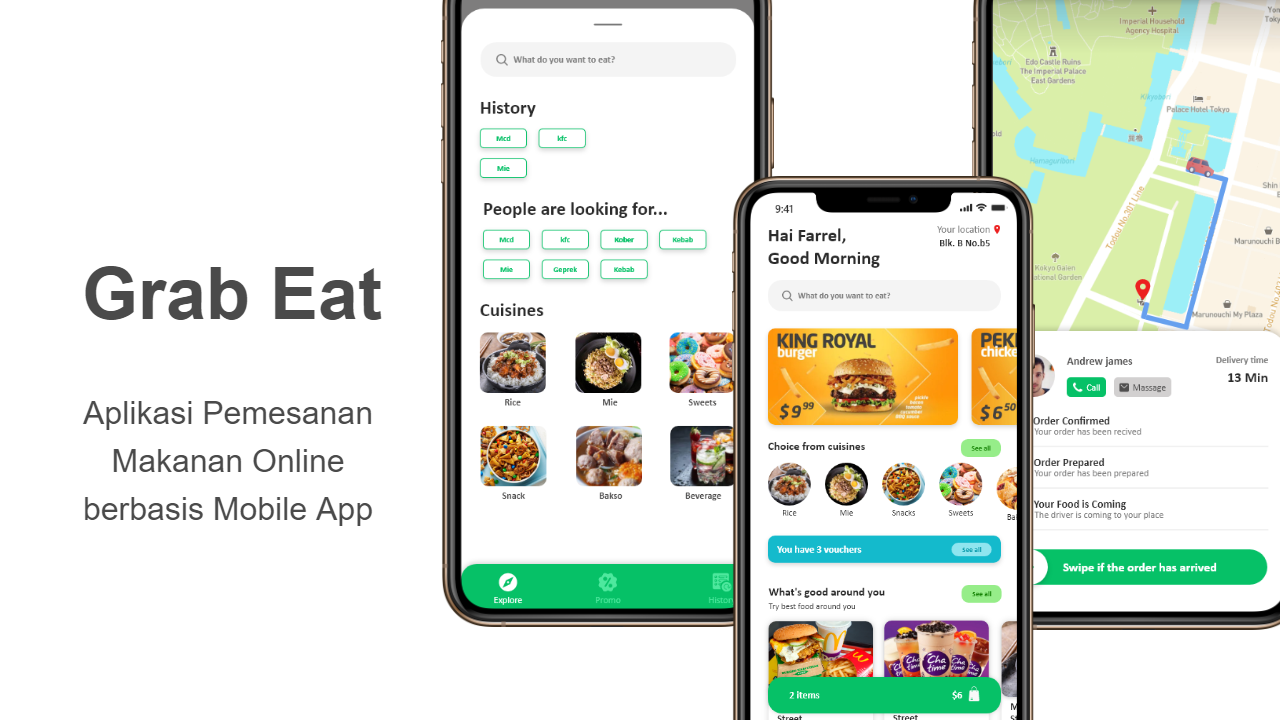 Grab Eat
Aplikasi Pemesanan
Makanan Online
berbasis Mobile App
What do you want to eat?
History
Mcd
kfc
Mie
People are looking for...
Mcd
kfc
Kober
Kebab
Mie
Geprek
Kebab
Cuisines
Rice
Mie
Sweets
Snack
Bakso
Beverage
Explore
Promo
9:41
Hai Farrel,
Good Morning
Your location
Blk. B No.b5
What do you want to eat?
KING ROYAL
burger
$9 99
chicke
$6 50
Choice from cuisines
See all
Rice
Mie
Snacks
Sweets
You have 3 vouchers
See all
What's good around you
See all
Try best food around you
Cha
time
2 items
$6
Street
Street
Imperial Household
Agency Hospital
Edo Castle Ruins
The Imperial Palace
East Gardens
Palace Hotel Tokyo
Todou No.301 Line
Marunouchi My Plaza
Andrew james
Delivery time
13 Min
Call
Massage
Order Confirmed
Your order has been recived
Order Prepared
Your order has been prepared
Your Food is Coming
The driver is coming to your place
Swipe if the order has arrived